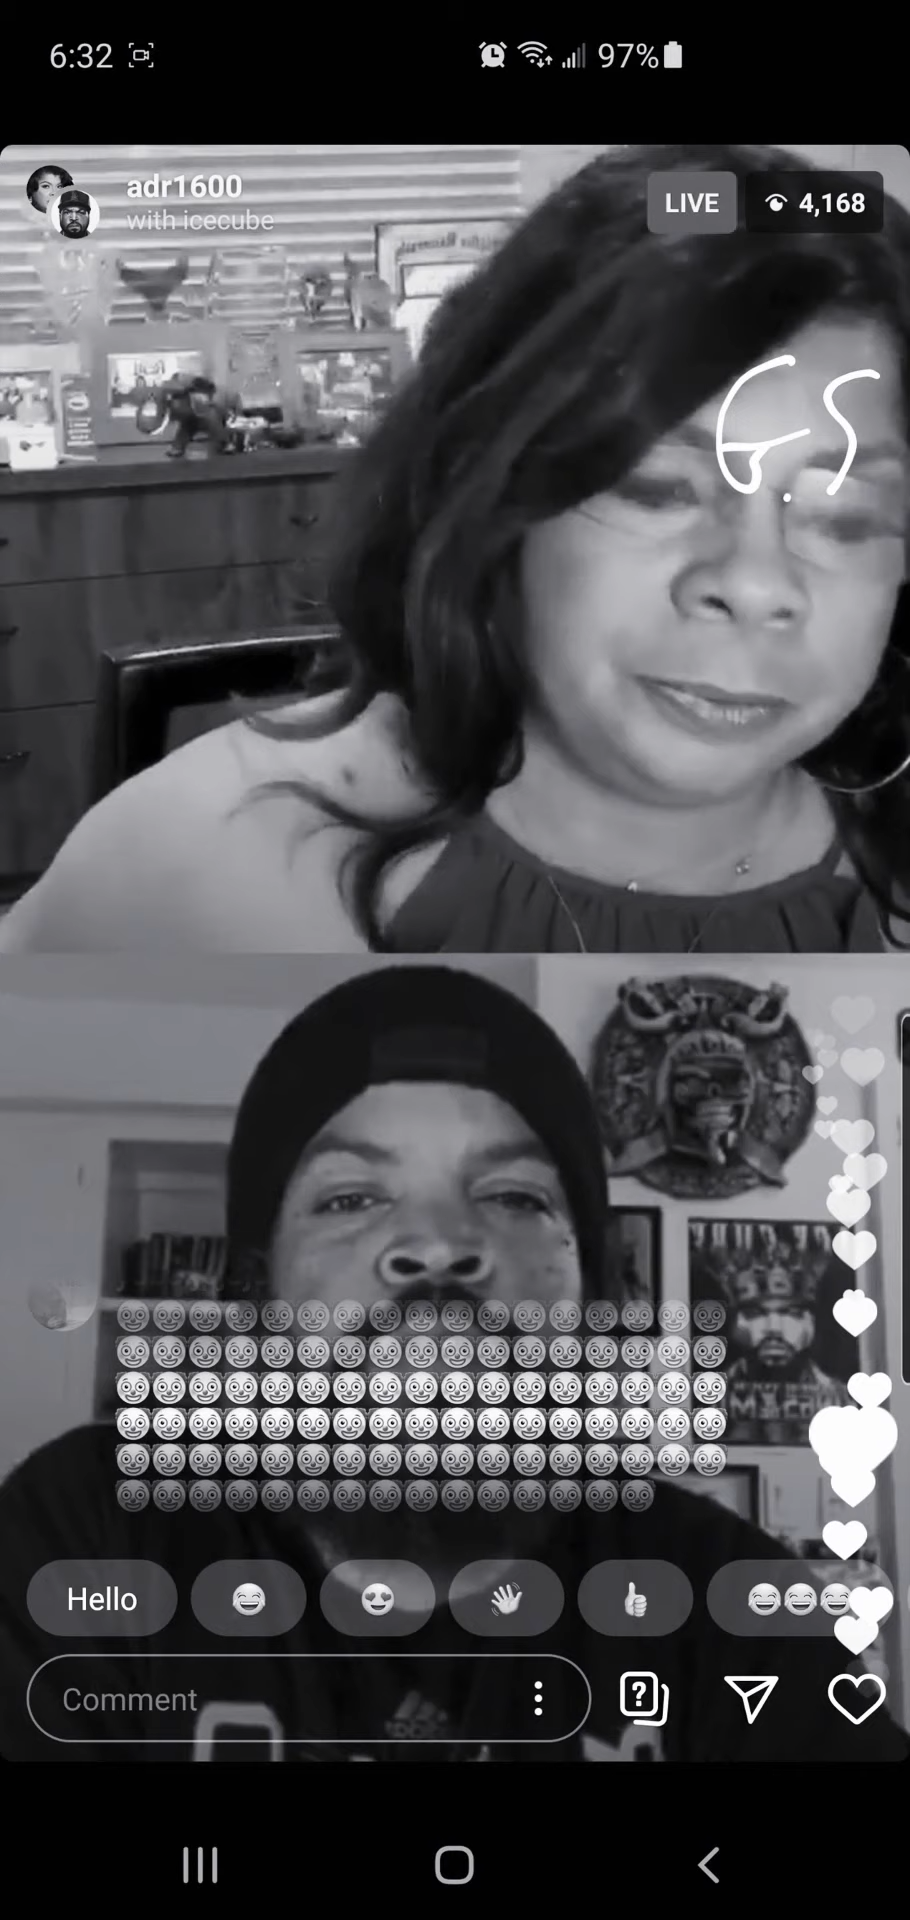 6:32
97%
adr1600
with icecube
LIVE
4,168
G.S
Hello
Comment